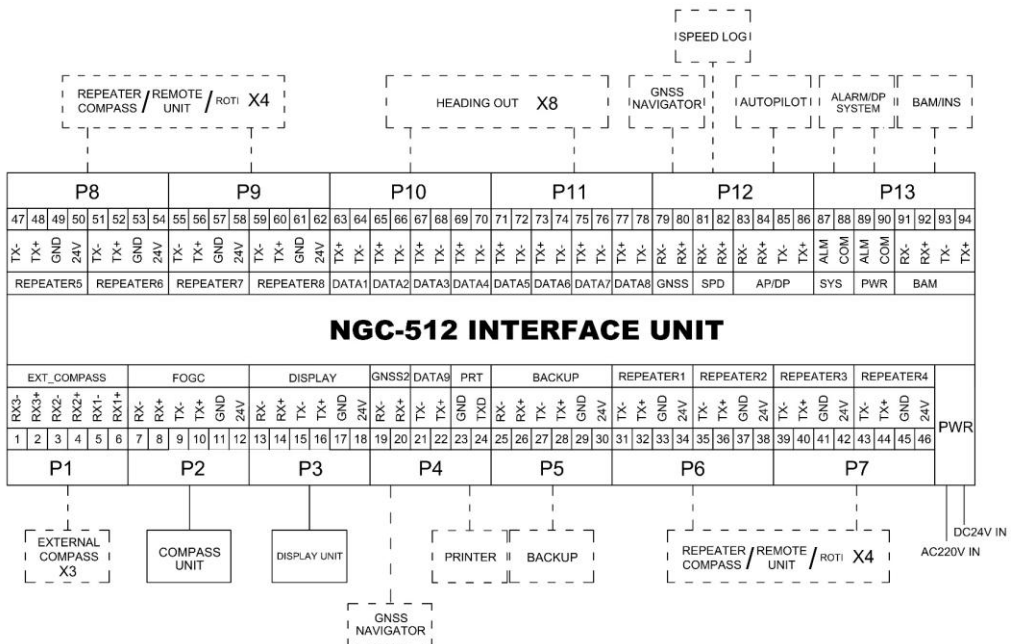 SPEED LOG
REPEATER COMPASS / REMOTE UNIT / ROTI X4
HEADING OUT X8
GNSS NAVIGATOR
AUTOPILOT
ALARM/DP SYSTEM
BAM/INS
P8 P9 P10 P11 P12 P13
47 48 49 50 51 52 53 54 55 56 57 58 59 60 61 62 63 64 65 66 67 68 69 70 71 72 73 74 75 76 77 78 79 80 81 82 83 84 85 86 87 88 89 90 91 92 93 94
TX- TX+ GND 24V TX- TX+ GND 24V TX- TX+ GND 24V TX- TX+ GND 24V TX+ TX- TX+ TX- TX+ TX- TX+ TX- TX+ TX- TX+ TX- TX+ TX- TX+ TX- RX- RX+ RX- RX+ RX- RX+ TX- TX+ ALM COM ALM COM RX- RX+ TX- TX+
REPEATER5 REPEATER6 REPEATER7 REPEATER8 DATA1 DATA2 DATA3 DATA4 DATA5 DATA6 DATA7 DATA8 GNSS SPD AP/DP SYS PWR BAM
NGC-512 INTERFACE UNIT
EXT_COMPASS FOGC DISPLAY GNSS2 DATA9 PRT BACKUP REPEATER1 REPEATER2 REPEATER3 REPEATER4
RX3- RX3+ RX2- RX2+ RX1- RX1+ RX- RX+ TX- TX+ GND 24V RX- RX+ TX- TX+ GND 24V RX- RX+ TX- TX+ GND TXD RX- RX+ TX- TX+ GND 24V TX- TX+ GND 24V TX- TX+ GND 24V TX- TX+ GND 24V TX- TX+ GND 24V
1 2 3 4 5 6 7 8 9 10 11 12 13 14 15 16 17 18 19 20 21 22 23 24 25 26 27 28 29 30 31 32 33 34 35 36 37 38 39 40 41 42 43 44 45 46
PWR
P1 P2 P3 P4 P5 P6 P7
DC24V IN
AC220V IN
EXTERNAL COMPASS X3
COMPASS UNIT
DISPLAY UNIT
PRINTER
BACKUP
REPEATER COMPASS / REMOTE UNIT / ROTI X4
GNSS NAVIGATOR